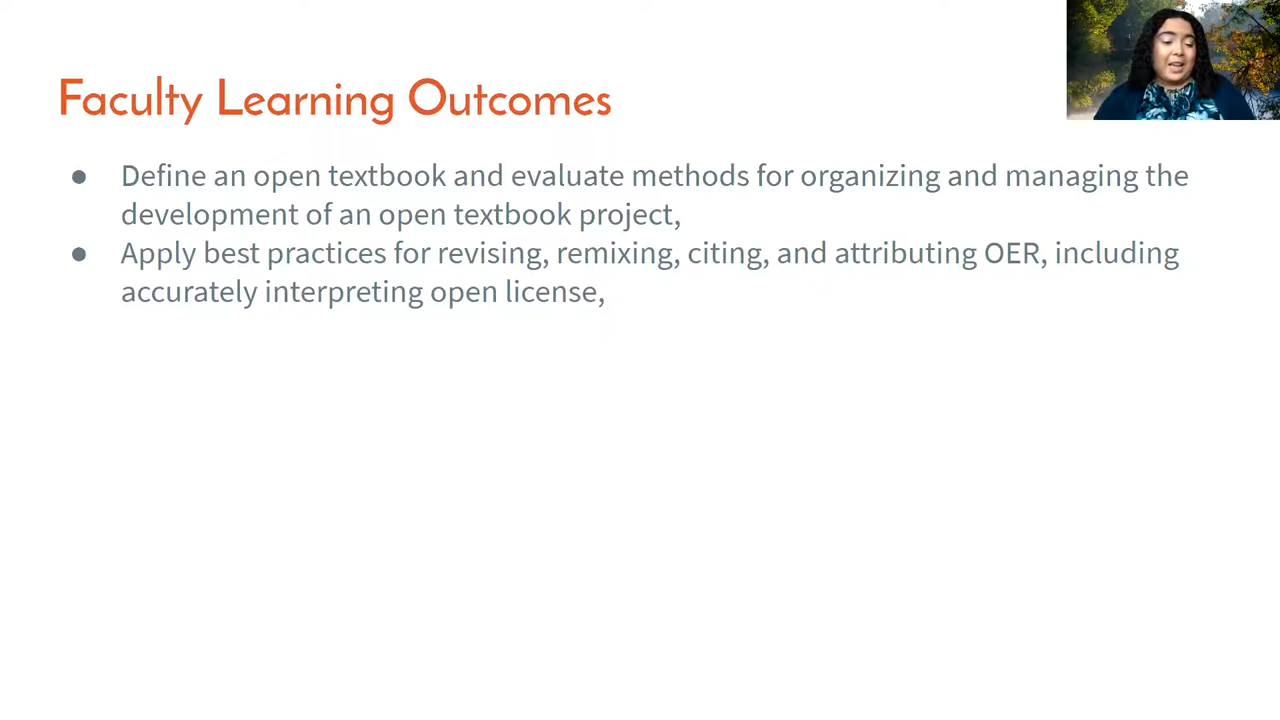 Faculty Learning Outcomes
● Define an open textbook and evaluate methods for organizing and managing the
development of an open textbook project,
● Apply best practices for revising, remixing, citing, and attributing OER, including
accurately interpreting open license,